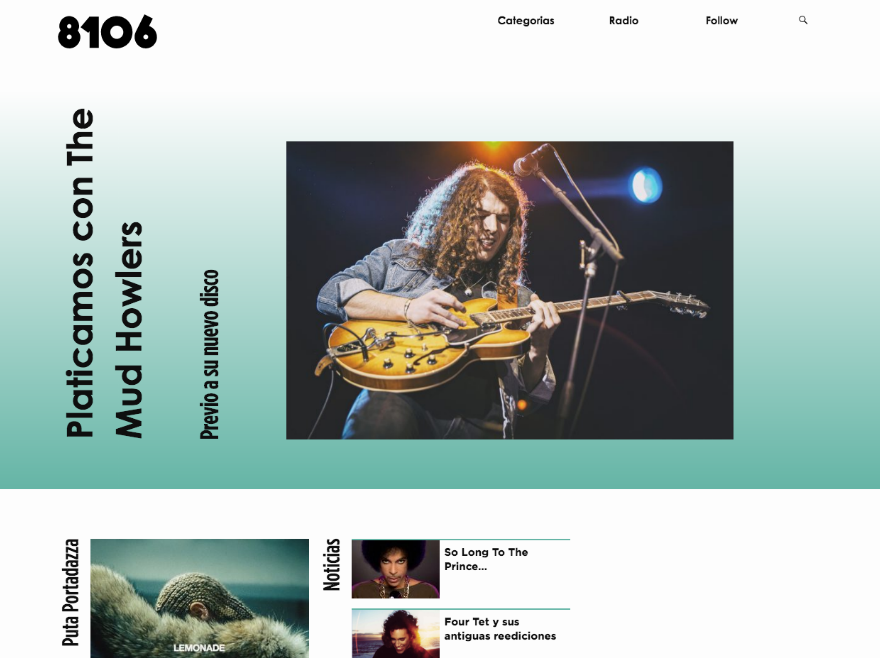 8106
Categorias
Radio
Follow
Platicamos con The
Mud Howlers
Previo a su nuevo disco
Puta Portadazza
LEMONADE
Noticias
So Long To The
Prince...
Four Tet y sus
antiguas reediciones